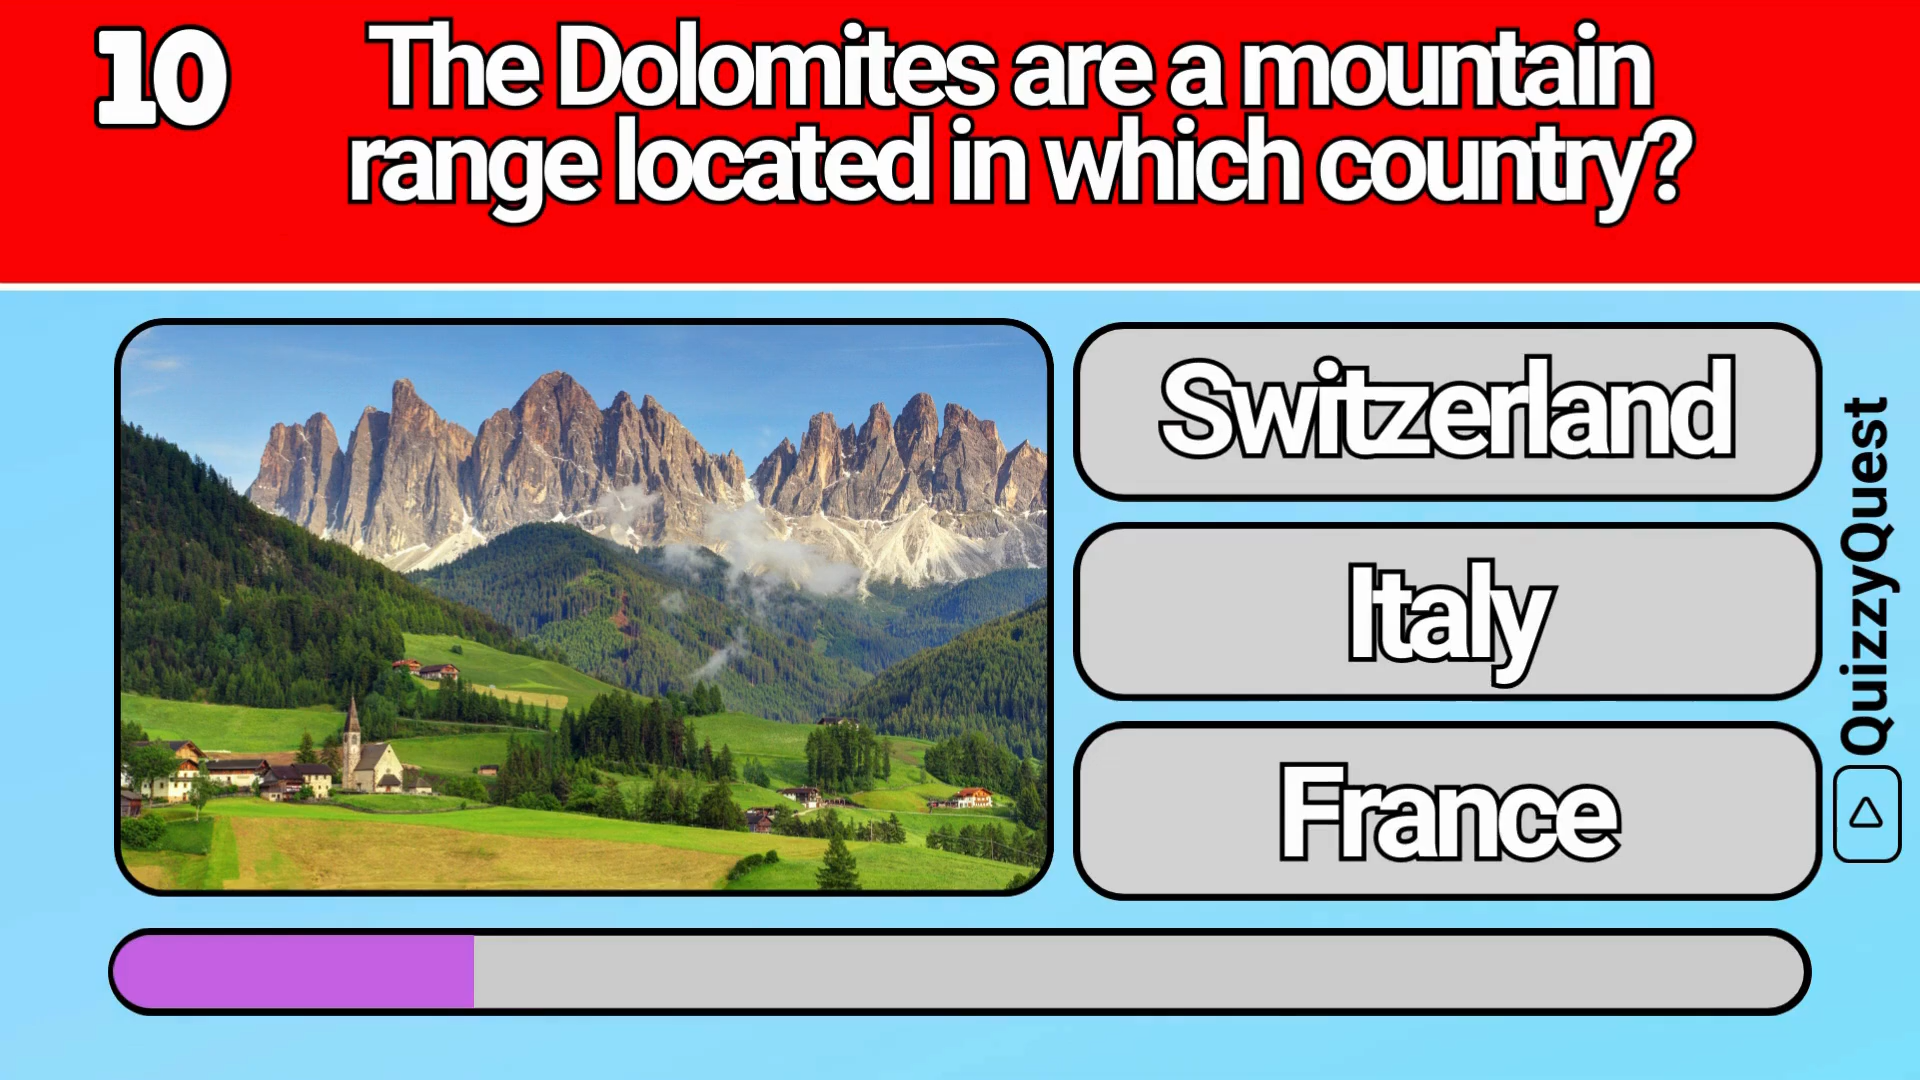 10
The Dolomites are a mountain
range located in which country?
Switzerland
Italy
France
QuizzyQuest